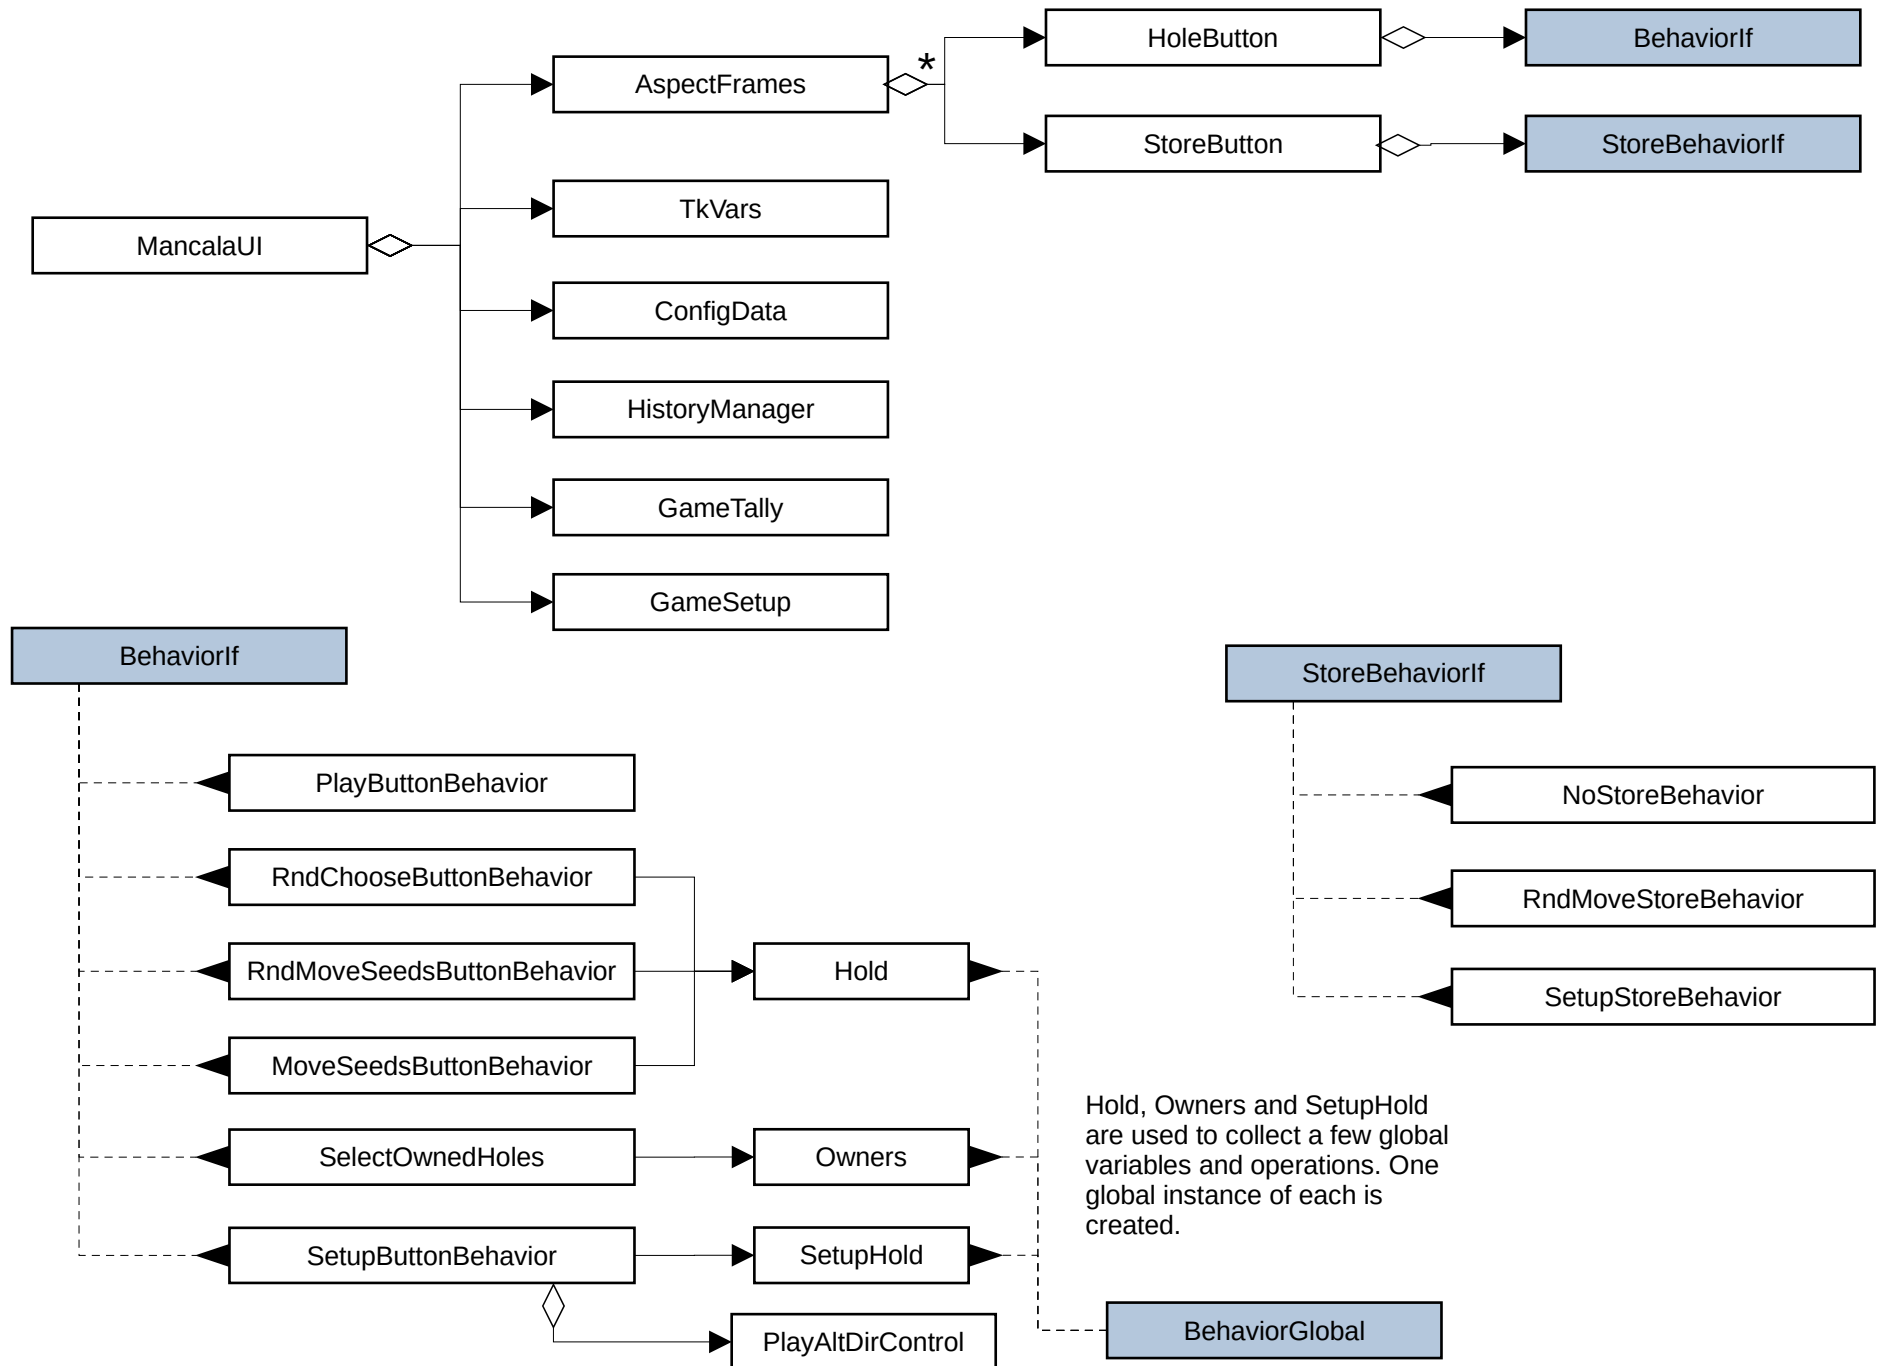 HoleButton
BehaviorIf
*
AspectFrames
StoreButton
StoreBehaviorIf
TkVars
MancalaUI
ConfigData
HistoryManager
GameTally
GameSetup
BehaviorIf
StoreBehaviorIf
PlayButtonBehavior
NoStoreBehavior
RndChooseButtonBehavior
RndMoveStoreBehavior
RndMoveSeedsButtonBehavior
Hold
SetupStoreBehavior
MoveSeedsButtonBehavior
Hold, Owners and SetupHold
are used to collect a few global
variables and operations. One
global instance of each is
created.
SelectOwnedHoles
Owners
SetupButtonBehavior
SetupHold
PlayAltDirControl
BehaviorGlobal